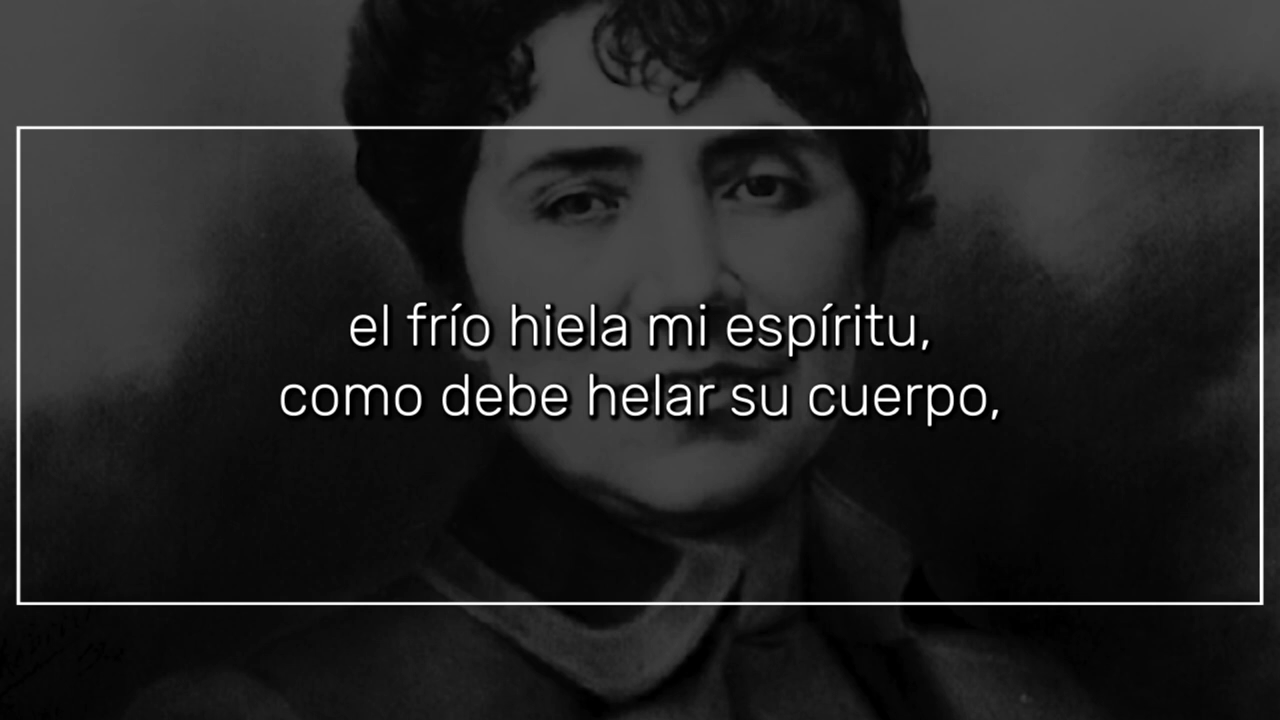 el frío hiela mi espíritu,
como debe helar su cuerpo,